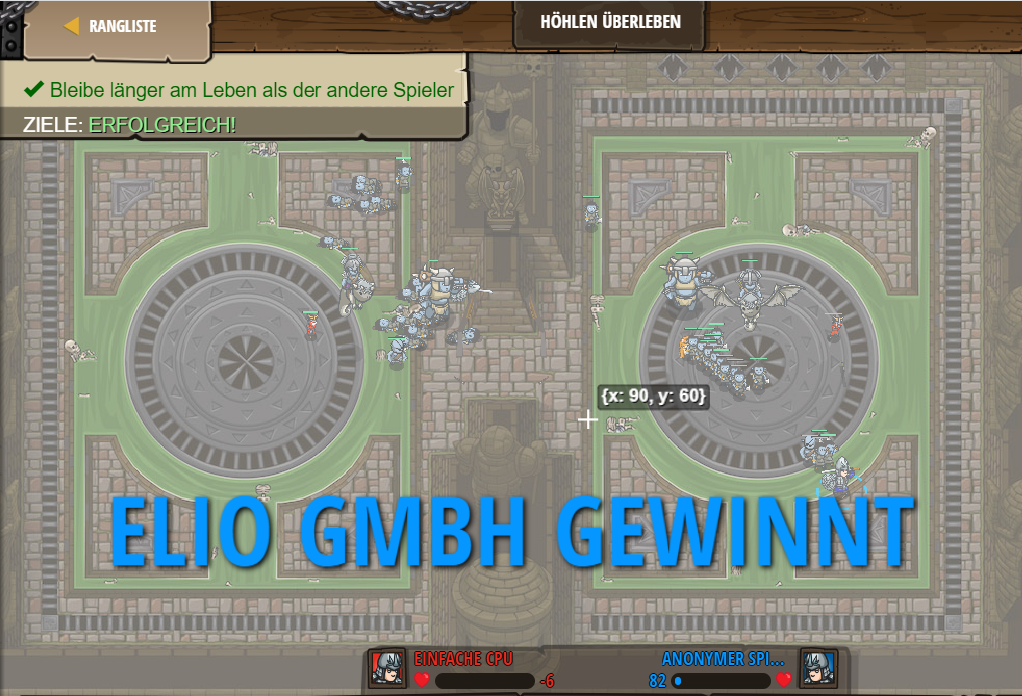 RANGLISTE
HÖHLEN ÜBERLEBEN
Bleibe länger am Leben als der andere Spieler
ZIELE: ERFOLGREICH!
{x: 90, y: 60}
ELIO GMBH GEWINNT
EINFACHE CPU
-6
ANONYMER SPI...
82